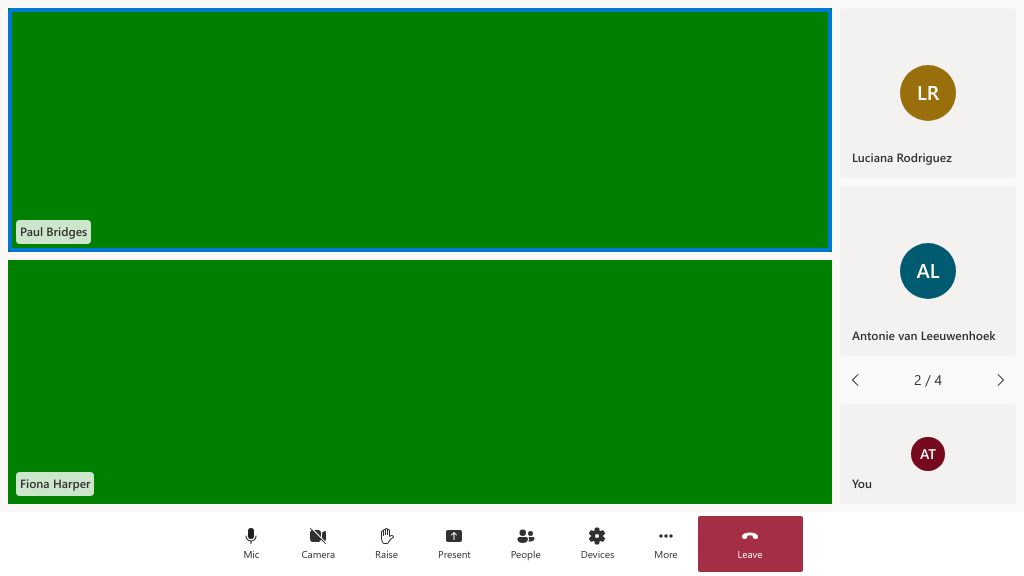 Paul Bridges
Fiona Harper
LR
Luciana Rodriguez
AL
Antonie van Leeuwenhoek
2 / 4
AT
You
Mic
Camera
Raise
Present
People
Devices
More
Leave